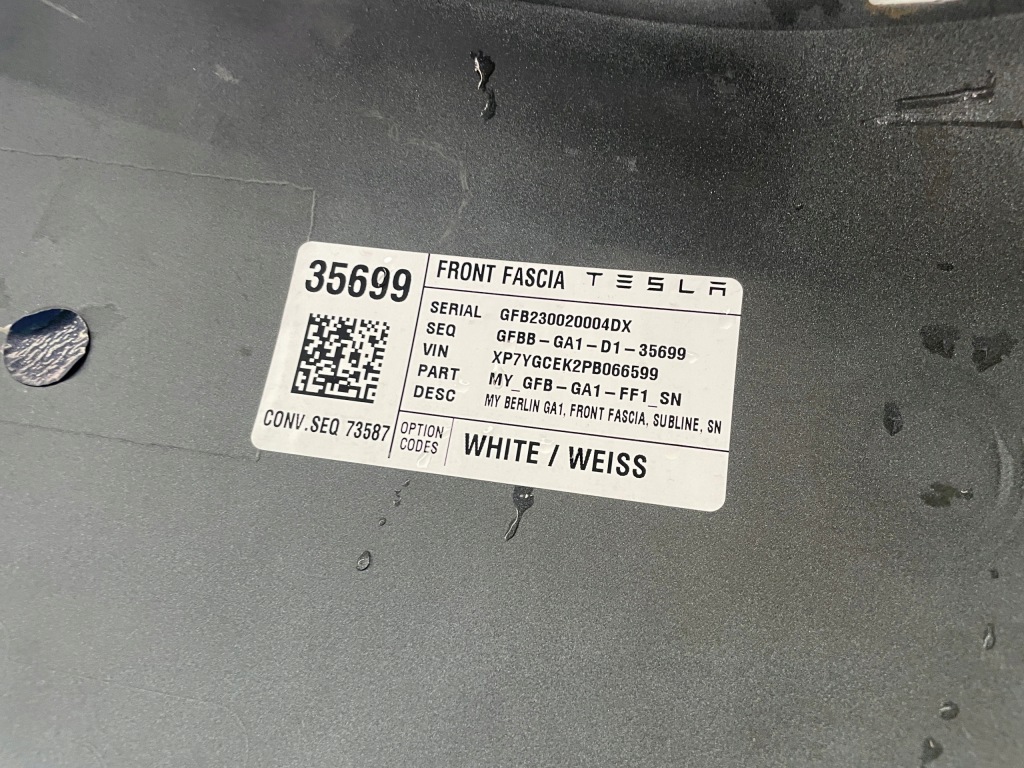 35699
CONV.SEQ 73587
FRONT FASCIA TESLA
SERIAL GFB230020004DX
SEQ GFBB-GA1-D1-35699
VIN XP7YGCEK2PB066599
PART MY_GFB-GA1-FF1_SN
DESC MY BERLIN GA1, FRONT FASCIA, SUBLINE, SN
OPTION CODES WHITE / WEISS